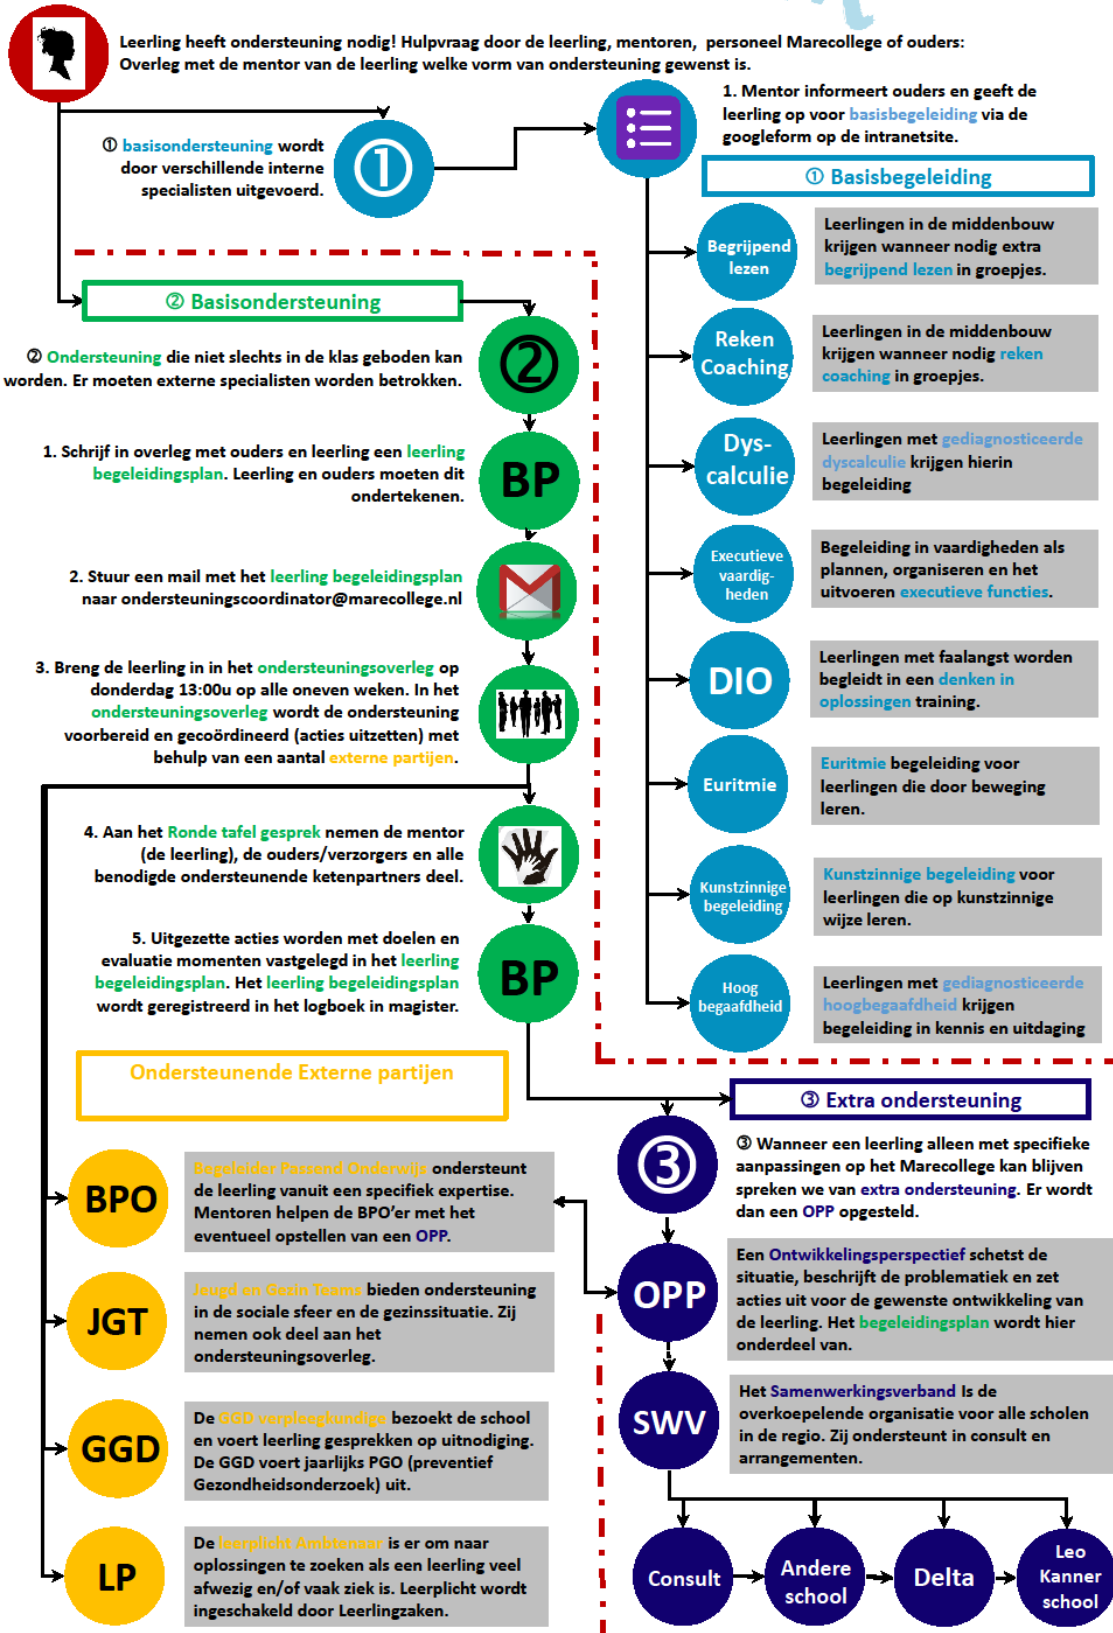 Leerling heeft ondersteuning nodig! Hulpvraag door de leerling, mentoren, personeel Marecollege of ouders:
Overleg met de mentor van de leerling welke vorm van ondersteuning gewenst is.
① basisondersteuning wordt
door verschillende interne
specialisten uitgevoerd.
①
1. Mentor informeert ouders en geeft de
leerling op voor basisbegeleiding via de
googleform op de intranetsite.
① Basisbegeleiding
Begrijpend
lezen
Leerlingen in de middenbouw
krijgen wanneer nodig extra
begrijpend lezen in groepjes.
Reken
Coaching
Leerlingen in de middenbouw
krijgen wanneer nodig reken
coaching in groepjes.
Dys-
calculie
Leerlingen met gediagnosticeerde
dyscalculie krijgen hierin
begeleiding
Executieve
vaardig-
heden
Begeleiding in vaardigheden als
plannen, organiseren en het
uitvoeren executieve functies.
DIO
Leerlingen met faalangst worden
begleidt in een denken in
oplossingen training.
Euritmie
Euritmie begeleiding voor
leerlingen die door beweging
leren.
Kunstzinnige
begeleiding
Kunstzinnige begeleiding voor
leerlingen die op kunstzinnige
wijze leren.
Hoog
begaafdheid
Leerlingen met gediagnosticeerde
hoogbegaafdheid krijgen
begeleiding in kennis en uitdaging
② Basisondersteuning
② Ondersteuning die niet slechts in de klas geboden kan
worden. Er moeten externe specialisten worden betrokken.
②
1. Schrijf in overleg met ouders en leerling een leerling
begeleidingsplan. Leerling en ouders moeten dit
ondertekenen.
BP
2. Stuur een mail met het leerling begeleidingsplan
naar ondersteuningscoordinator@marecollege.nl
3. Breng de leerling in in het ondersteuningsoverleg op
donderdag 13:00u op alle oneven weken. In het
ondersteuningsoverleg wordt de ondersteuning
voorbereid en gecoördineerd (acties uitzetten) met
behulp van een aantal externe partijen.
4. Aan het Ronde tafel gesprek nemen de mentor
(de leerling), de ouders/verzorgers en alle
benodigde ondersteunende ketenpartners deel.
5. Uitgezette acties worden met doelen en
evaluatie momenten vastgelegd in het leerling
begeleidingsplan. Het leerling begeleidingsplan
wordt geregistreerd in het logboek in magister.
BP
Ondersteunende Externe partijen
BPO
Begeleider Passend Onderwijs ondersteunt
de leerling vanuit een specifiek expertise.
Mentoren helpen de BPO'er met het
eventueel opstellen van een OPP.
JGT
Jeugd en Gezin Teams bieden ondersteuning
in de sociale sfeer en de gezinssituatie. Zij
nemen ook deel aan het
ondersteuningsoverleg.
GGD
De GGD verpleegkundige bezoekt de school
en voert leerling gesprekken op uitnodiging.
De GGD voert jaarlijks PGO (preventief
Gezondheidsonderzoek) uit.
LP
De leerplicht Ambtenaar is er om naar
oplossingen te zoeken als een leerling veel
afwezig en/of vaak ziek is. Leerplicht wordt
ingeschakeld door Leerlingzaken.
③ Extra ondersteuning
③
③ Wanneer een leerling alleen met specifieke
aanpassingen op het Marecollege kan blijven
spreken we van extra ondersteuning. Er wordt
dan een OPP opgesteld.
OPP
Een Ontwikkelingsperspectief schetst de
situatie, beschrijft de problematiek en zet
acties uit voor de gewenste ontwikkeling van
de leerling. Het begeleidingsplan wordt hier
onderdeel van.
SWV
Het Samenwerkingsverband Is de
overkoepelende organisatie voor alle scholen
in de regio. Zij ondersteunt in consult en
arrangementen.
Consult
Andere
school
Delta
Leo
Kanner
school